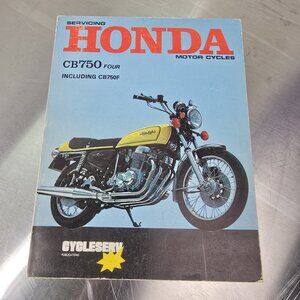 SERVICING
HONDA
MOTOR CYCLES
CB750 FOUR
INCLUDING CB750F
CYCLESERV
PUBLICATIONS